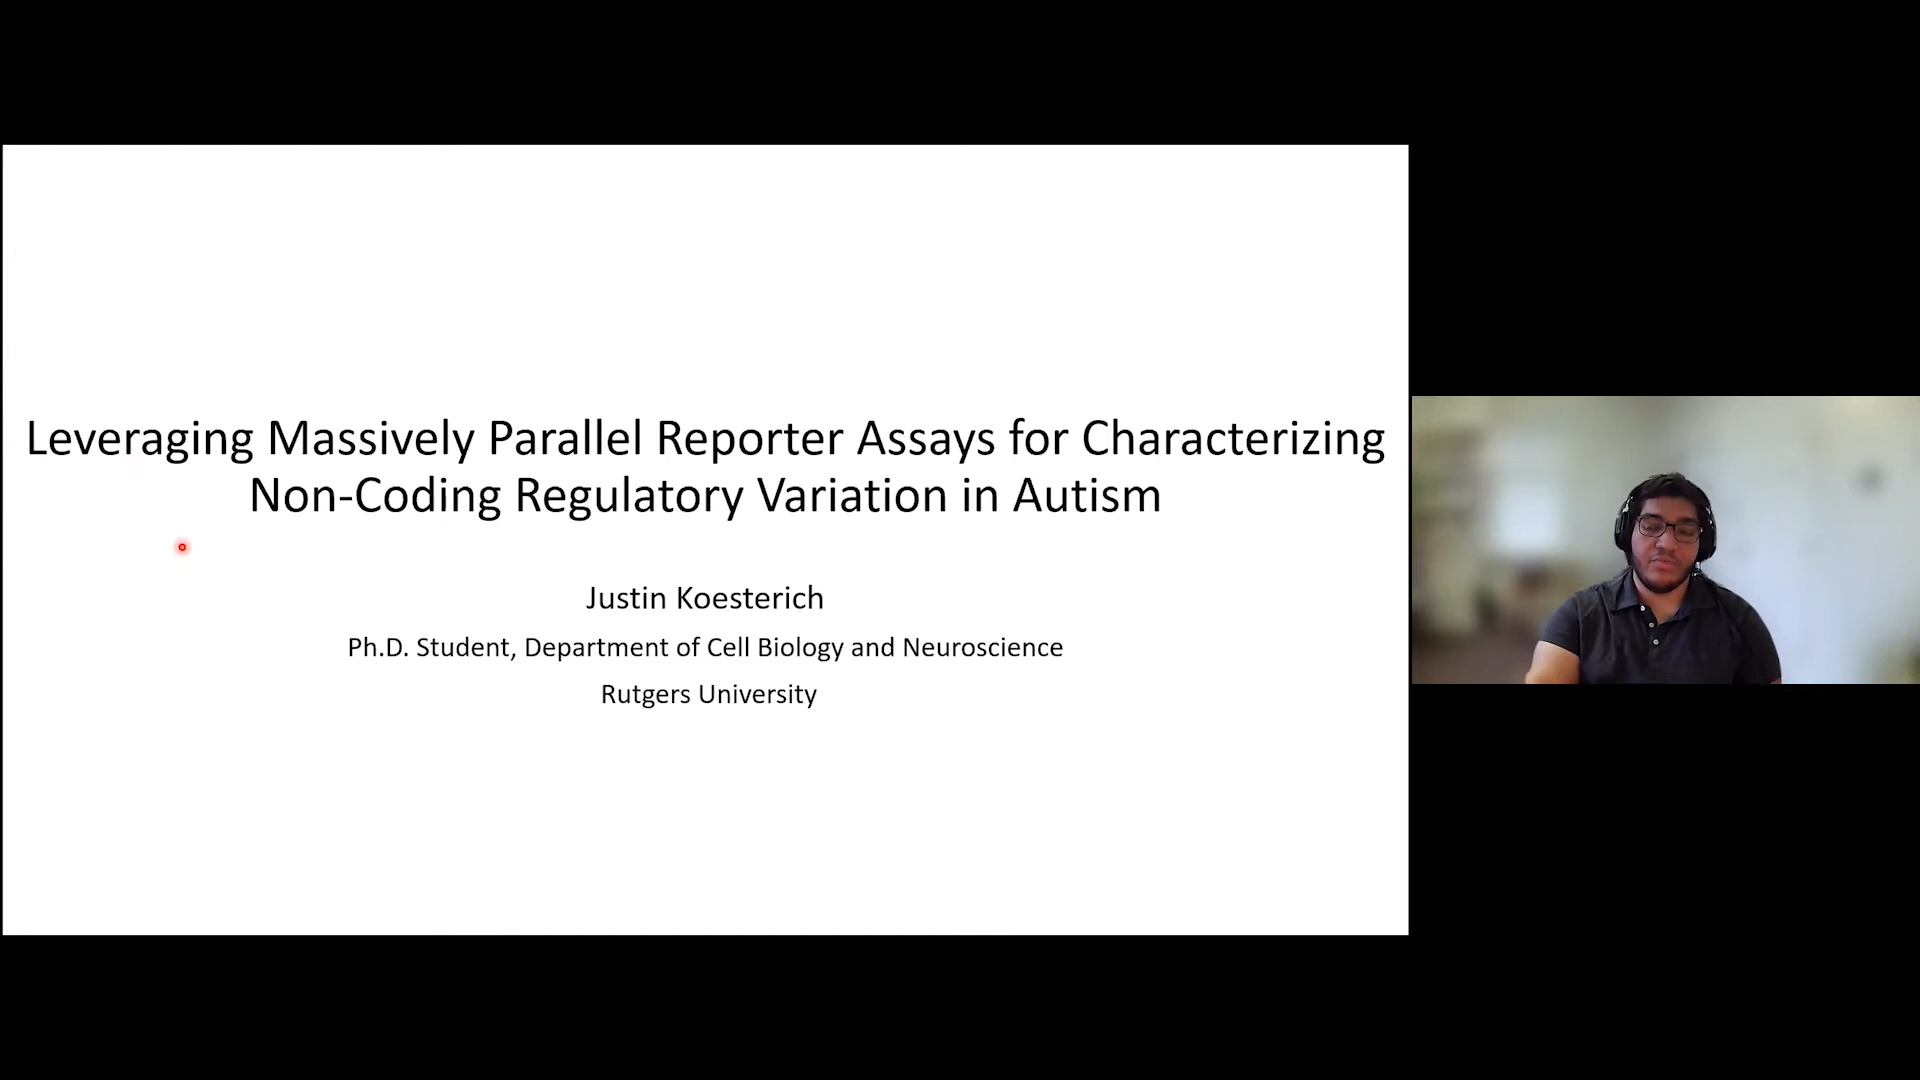 Leveraging Massively Parallel Reporter Assays for Characterizing
Non-Coding Regulatory Variation in Autism
Justin Koesterich
Ph.D. Student, Department of Cell Biology and Neuroscience
Rutgers University